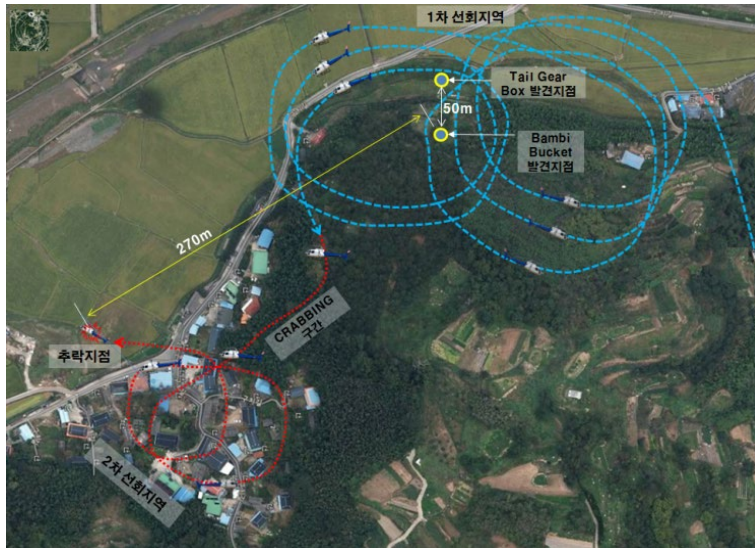 1차 선회지역
Tail Gear
Box 발견지점
50m
Bambi
Bucket
발견지점
270m
CRABBING
구간
추락지점
2차 선회지역